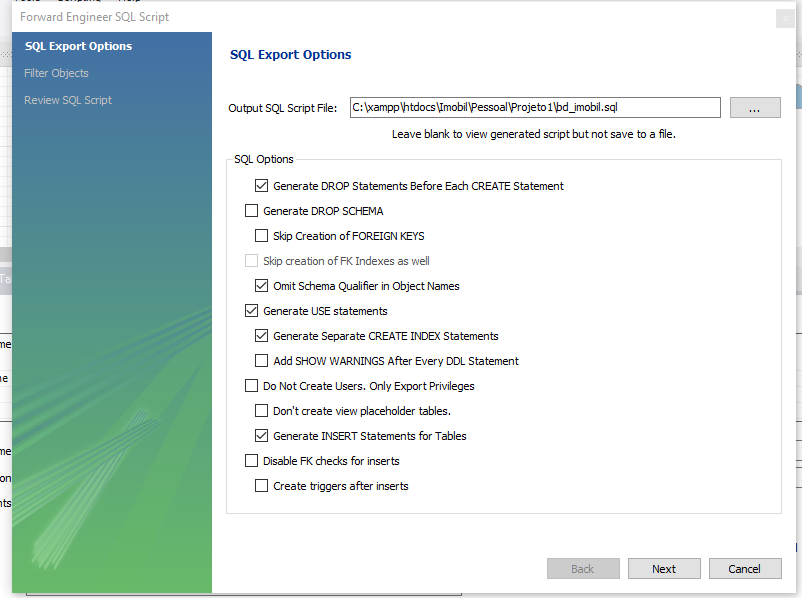 Forward Engineer SQL Script
SQL Export Options
Filter Objects
Review SQL Script
SQL Export Options
Output SQL Script File: C:\xampp\htdocs\Imobil\Pessoal\Projeto1\bd_imobil.sql ...
Leave blank to view generated script but not save to a file.
SQL Options
Generate DROP Statements Before Each CREATE Statement
Generate DROP SCHEMA
Skip Creation of FOREIGN KEYS
Skip creation of FK Indexes as well
Omit Schema Qualifier in Object Names
Generate USE statements
Generate Separate CREATE INDEX Statements
Add SHOW WARNINGS After Every DDL Statement
Do Not Create Users. Only Export Privileges
Don't create view placeholder tables.
Generate INSERT Statements for Tables
Disable FK checks for inserts
Create triggers after inserts
Back Next Cancel